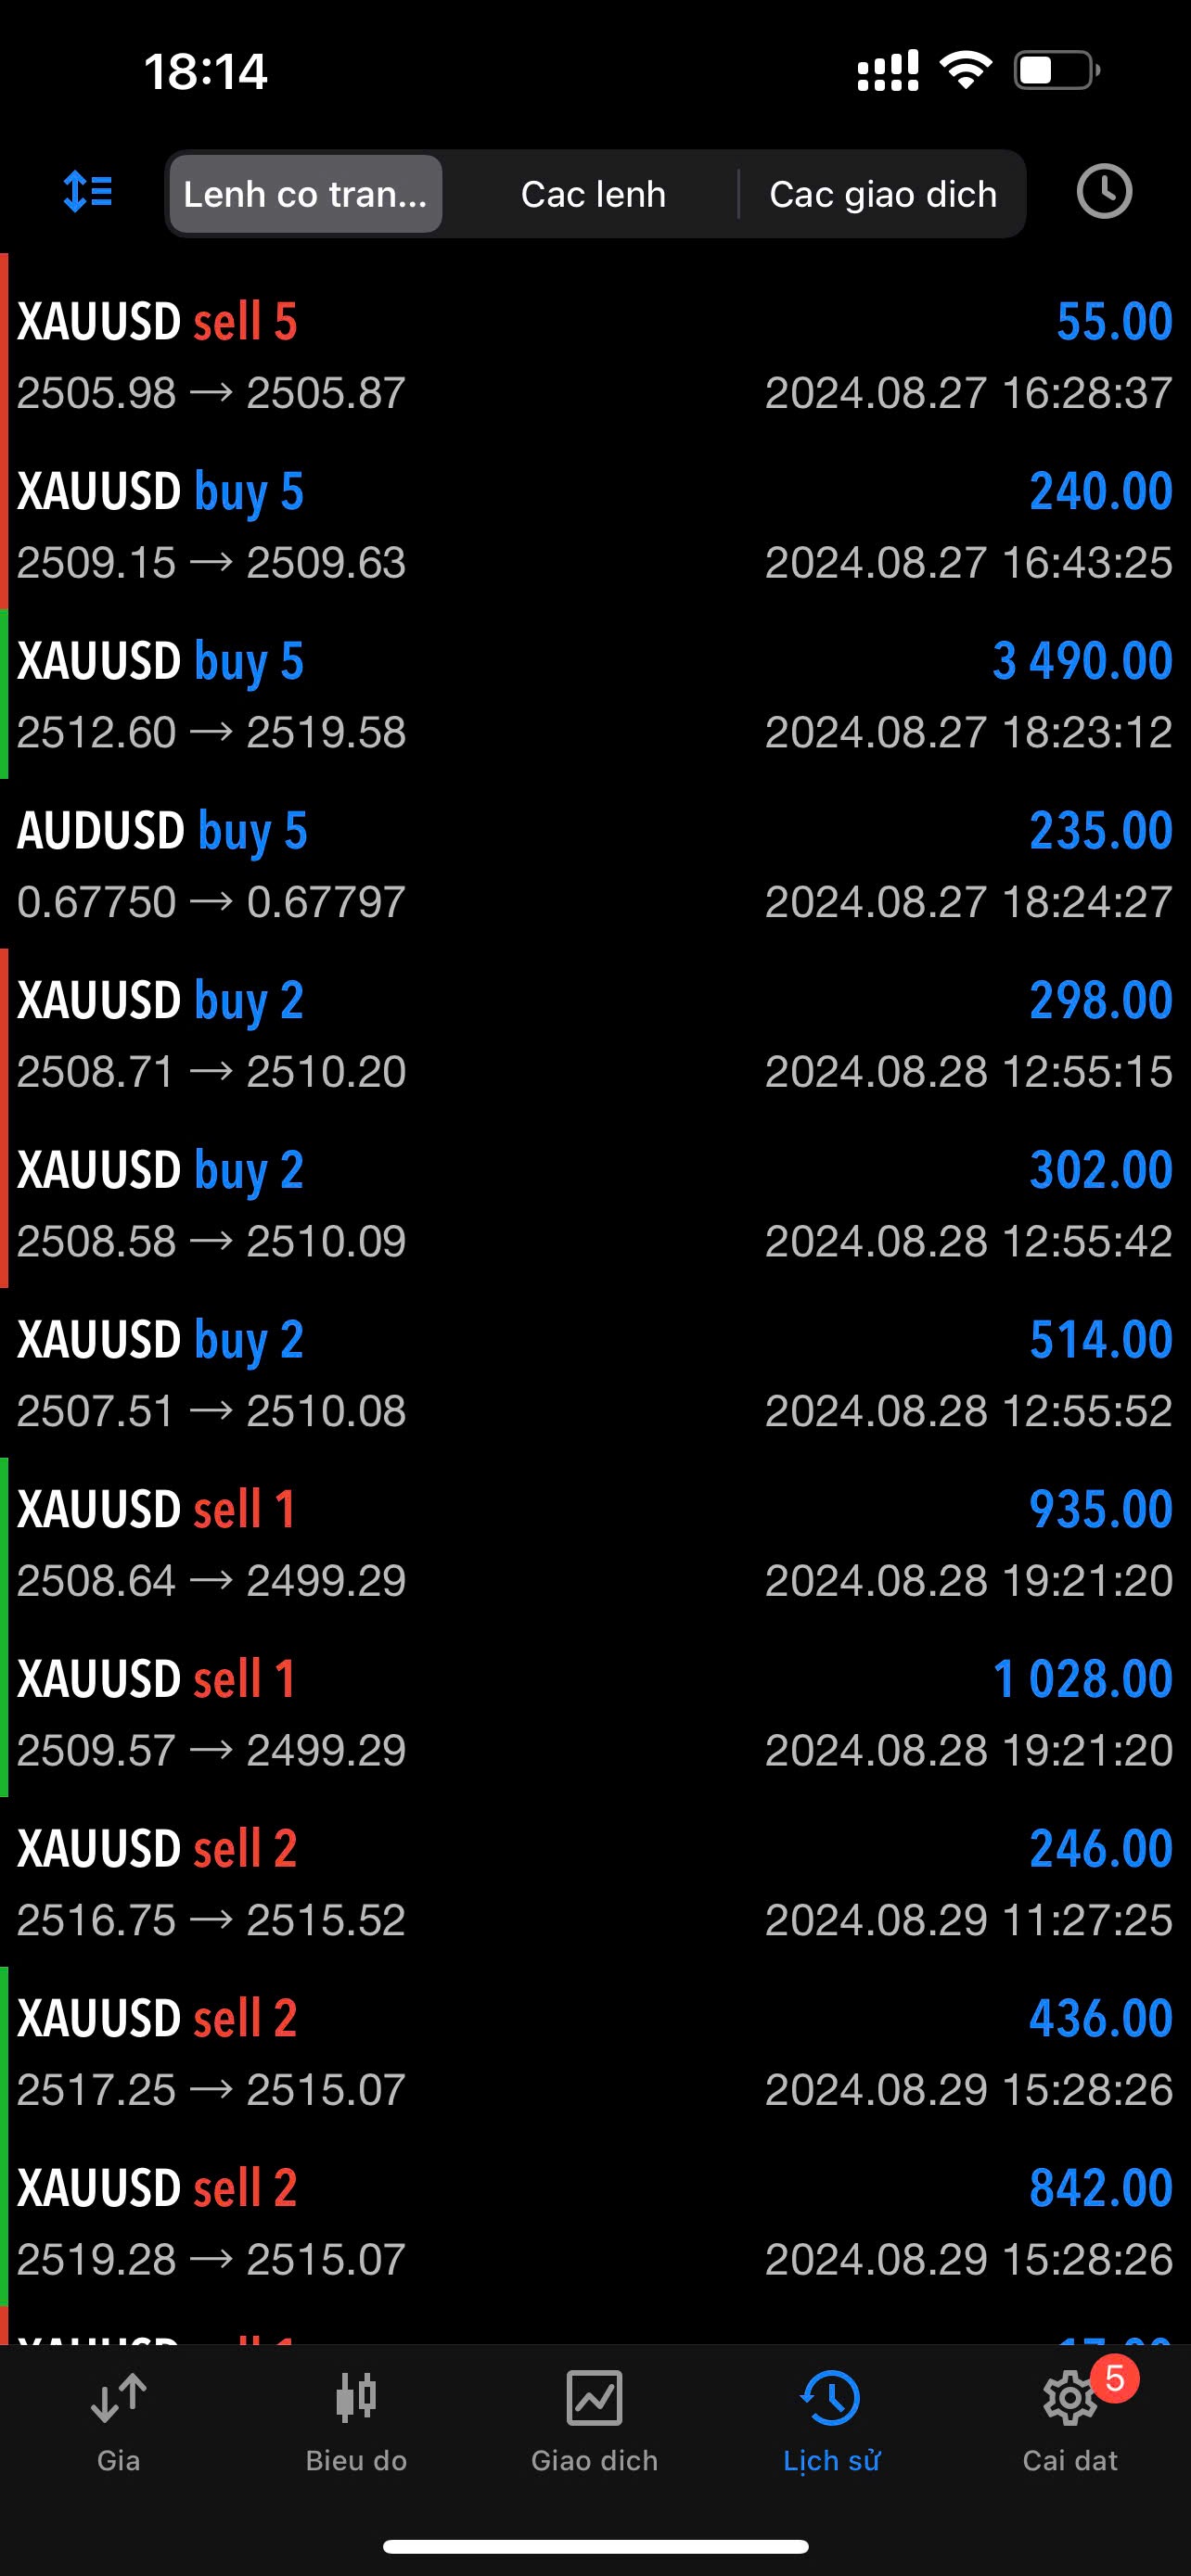 18:14
Lenh co tran... Cac lenh Cac giao dich
XAUUSD sell 5 55.00
2505.98 → 2505.87 2024.08.27 16:28:37
XAUUSD buy 5 240.00
2509.15 → 2509.63 2024.08.27 16:43:25
XAUUSD buy 5 3 490.00
2512.60 → 2519.58 2024.08.27 18:23:12
AUDUSD buy 5 235.00
0.67750 → 0.67797 2024.08.27 18:24:27
XAUUSD buy 2 298.00
2508.71 → 2510.20 2024.08.28 12:55:15
XAUUSD buy 2 302.00
2508.58 → 2510.09 2024.08.28 12:55:42
XAUUSD buy 2 514.00
2507.51 → 2510.08 2024.08.28 12:55:52
XAUUSD sell 1 935.00
2508.64 → 2499.29 2024.08.28 19:21:20
XAUUSD sell 1 1 028.00
2509.57 → 2499.29 2024.08.28 19:21:20
XAUUSD sell 2 246.00
2516.75 → 2515.52 2024.08.29 11:27:25
XAUUSD sell 2 436.00
2517.25 → 2515.07 2024.08.29 15:28:26
XAUUSD sell 2 842.00
2519.28 → 2515.07 2024.08.29 15:28:26
5
Gia Bieu do Giao dich Lịch sử Cai dat